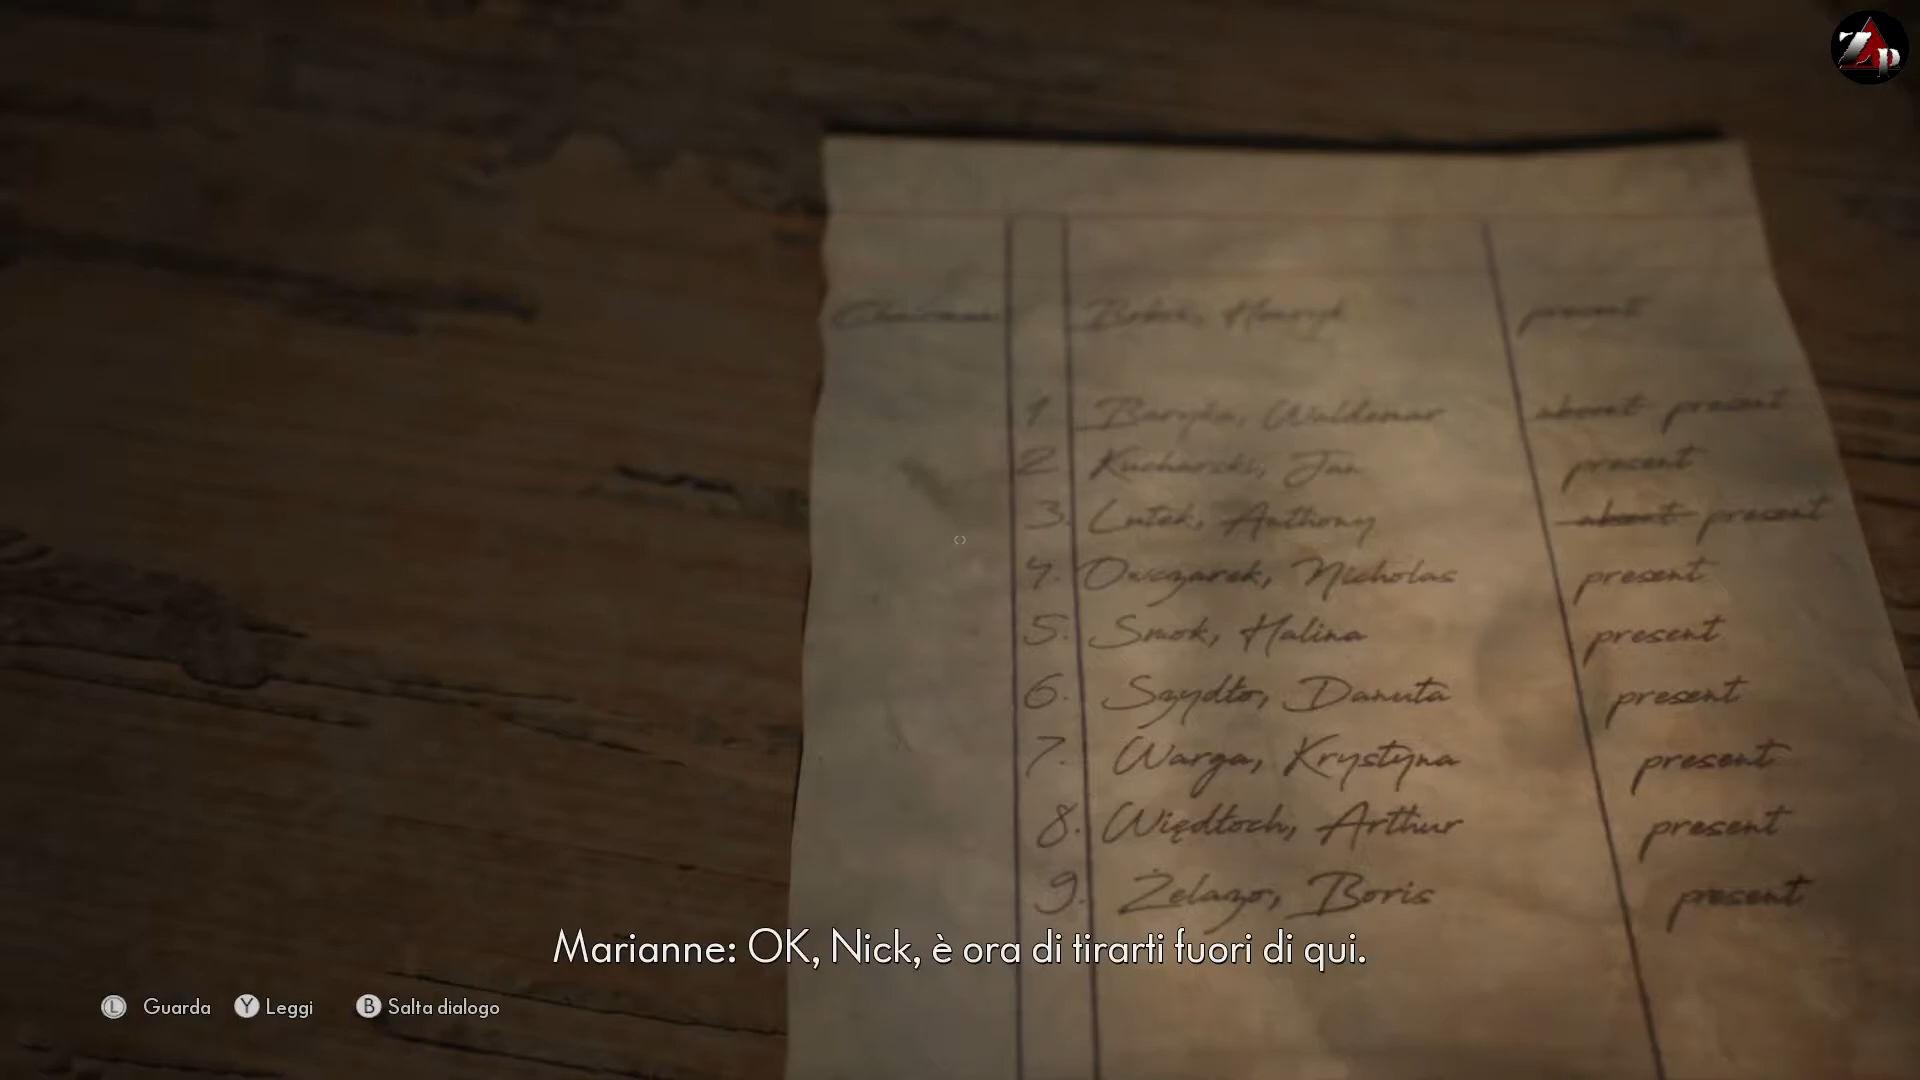 Zp
Chairman Bobek, Henryk present
1. Baryła, Waldemar absent present
2. Kucharski, Jan present
3. Lutek, Anthony absent present
4. Owczarek, Nicholas present
5. Smok, Halina present
6. Szydło, Danuta present
7. Warga, Krystyna present
8. Więdłoch, Arthur present
9. Żelazo, Boris present
Marianne: OK, Nick, è ora di tirarti fuori di qui.
L Guarda Y Leggi B Salta dialogo